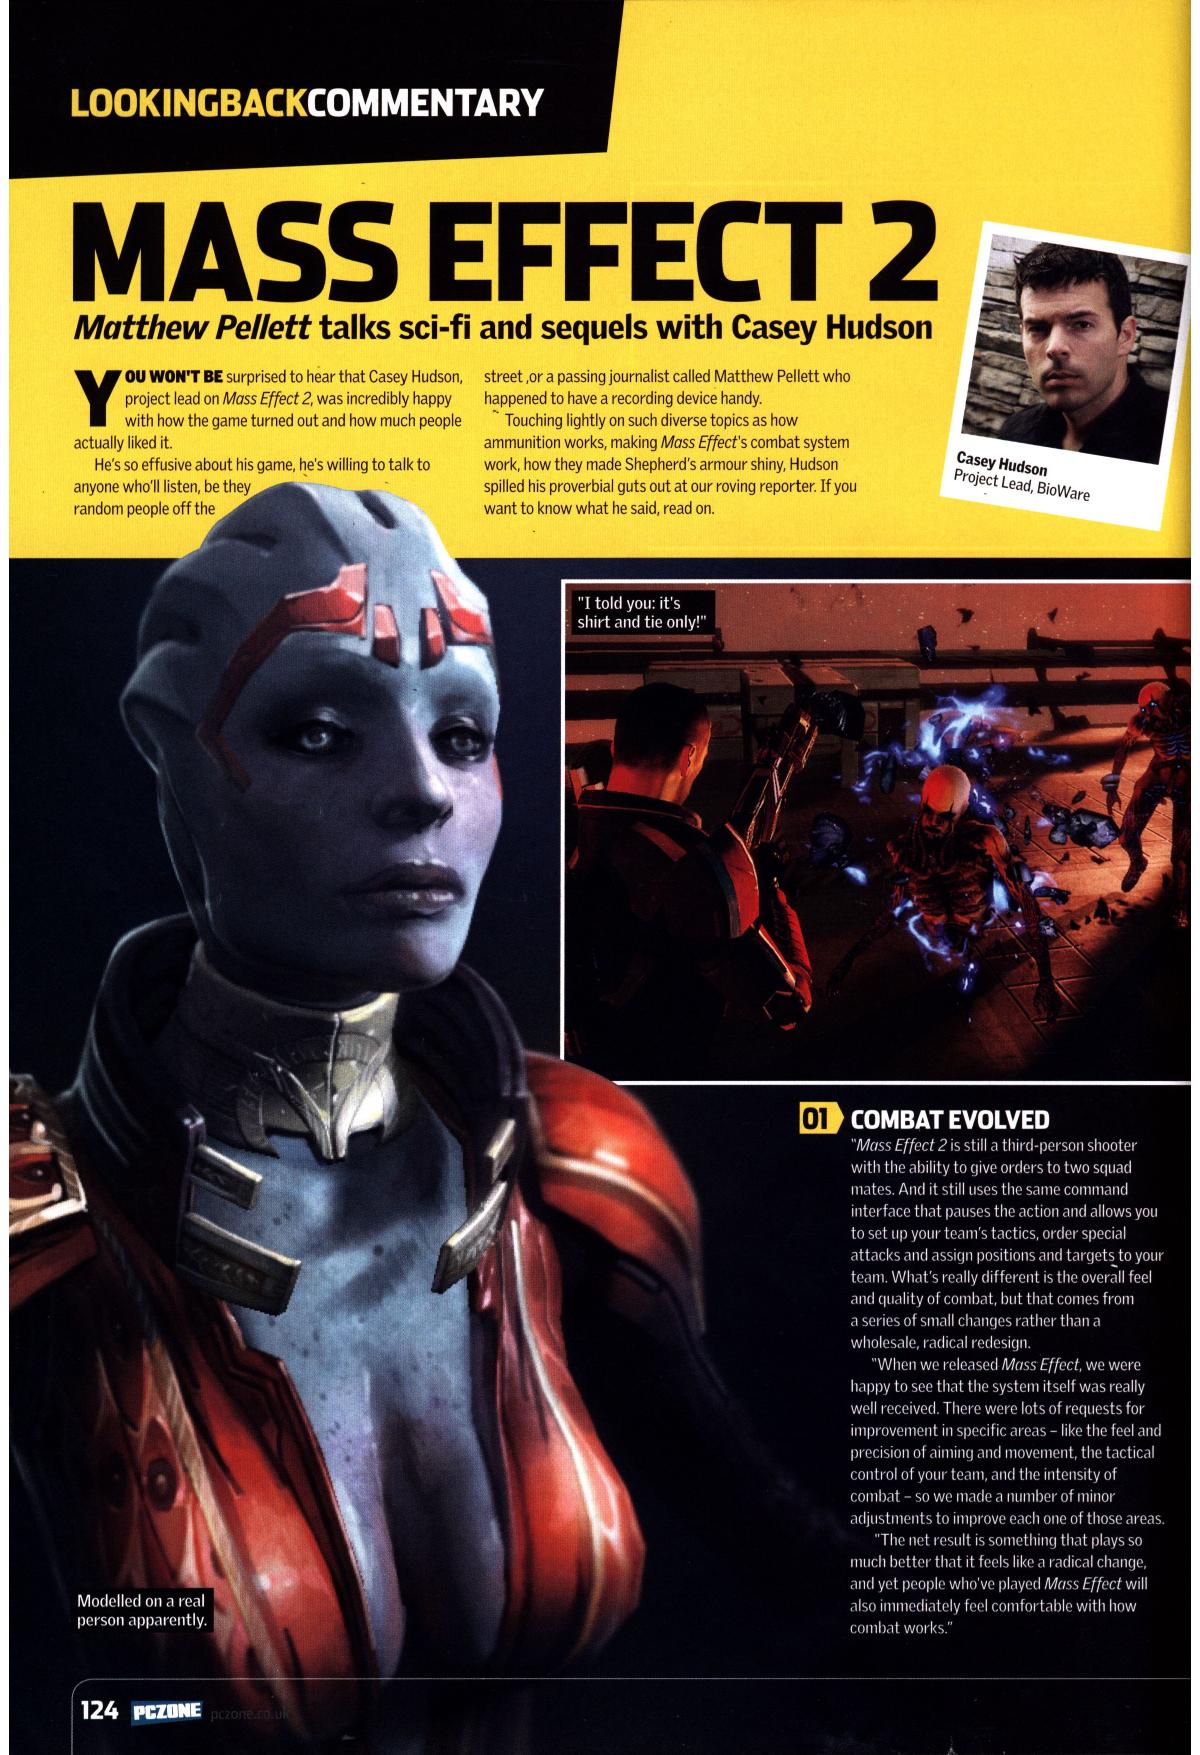 LOOKINGBACKCOMMENTARY
MASS EFFECT 2
Matthew Pellett talks sci-fi and sequels with Casey Hudson
YOU WON'T BE surprised to hear that Casey Hudson,
project lead on Mass Effect 2, was incredibly happy
with how the game turned out and how much people
actually liked it.
He's so effusive about his game, he's willing to talk to
anyone who'll listen, be they
random people off the
street ,or a passing journalist called Matthew Pellett who
happened to have a recording device handy.
Touching lightly on such diverse topics as how
ammunition works, making Mass Effect's combat system
work, how they made Shepherd's armour shiny, Hudson
spilled his proverbial guts out at our roving reporter. If you
want to know what he said, read on.
Casey Hudson
Project Lead, BioWare
"I told you: it's
shirt and tie only!"
01 COMBAT EVOLVED
"Mass Effect 2 is still a third-person shooter
with the ability to give orders to two squad
mates. And it still uses the same command
interface that pauses the action and allows you
to set up your team's tactics, order special
attacks and assign positions and targets to your
team. What's really different is the overall feel
and quality of combat, but that comes from
a series of small changes rather than a
wholesale, radical redesign.
"When we released Mass Effect, we were
happy to see that the system itself was really
well received. There were lots of requests for
improvement in specific areas – like the feel and
precision of aiming and movement, the tactical
control of your team, and the intensity of
combat – so we made a number of minor
adjustments to improve each one of those areas.
"The net result is something that plays so
much better that it feels like a radical change,
and yet people who've played Mass Effect will
also immediately feel comfortable with how
combat works."
Modelled on a real
person apparently.
124 PCZONE pczone.co.uk